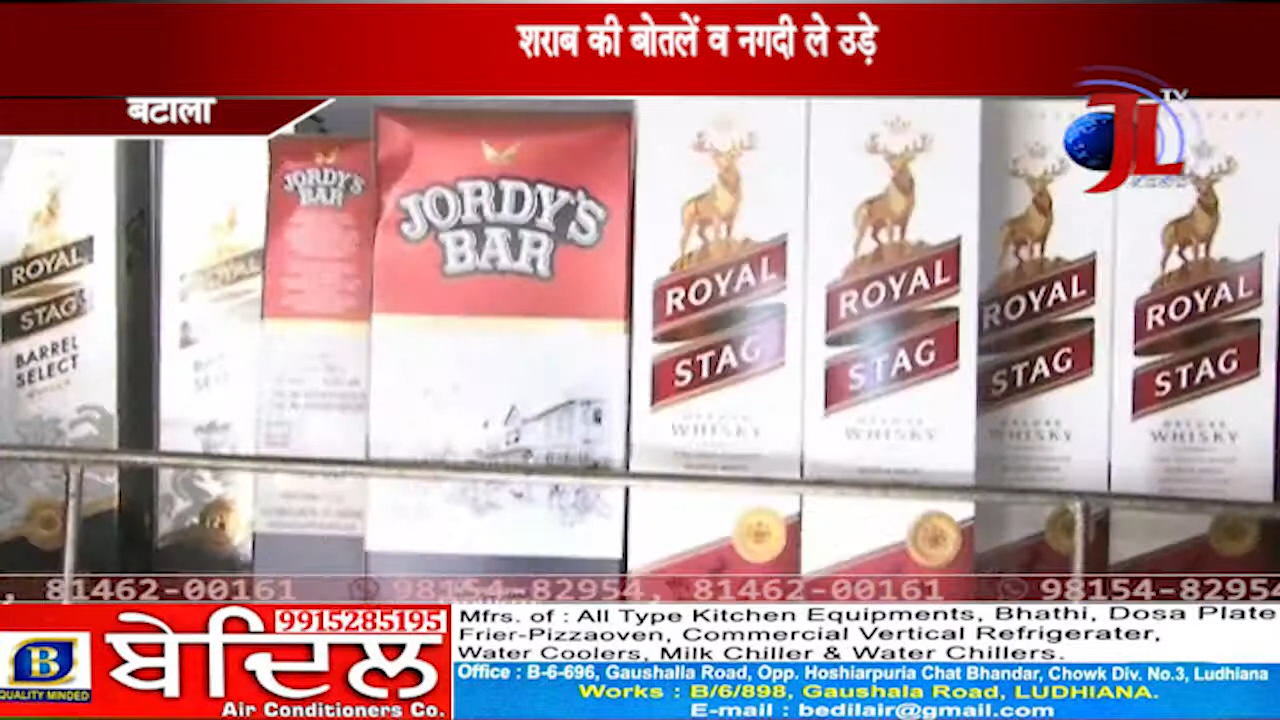 शराब की बोतलें व नगदी ले उड़े
बटाला
TV
JL
JORDY'S
BAR
JORDY'S
BAR
ROYAL
STAG
BARREL
SELECT
ROYAL
ROYAL
STAG
WHISKY
ROYAL
STAG
WHISKY
ROYAL
STAG
WHISKY
ROYAL
STAG
WHISKY
, 81462-00161 98154-82954, 81462-00161 98154-82954
9915285195
ਬੇਦਿਲ
B
QUALITY MINDED
Air Conditioners Co.
Mfrs. of : All Type Kitchen Equipments, Bhathi, Dosa Plate
Frier-Pizzaoven, Commercial Vertical Refrigerater,
Water Coolers, Milk Chiller & Water Chillers.
Office : B-6-696, Gaushalla Road, Opp. Hoshiarpuria Chat Bhandar, Chowk Div. No.3, Ludhiana
Works : B/6/898, Gaushala Road, LUDHIANA.
E-mail : bedilair@gmail.com